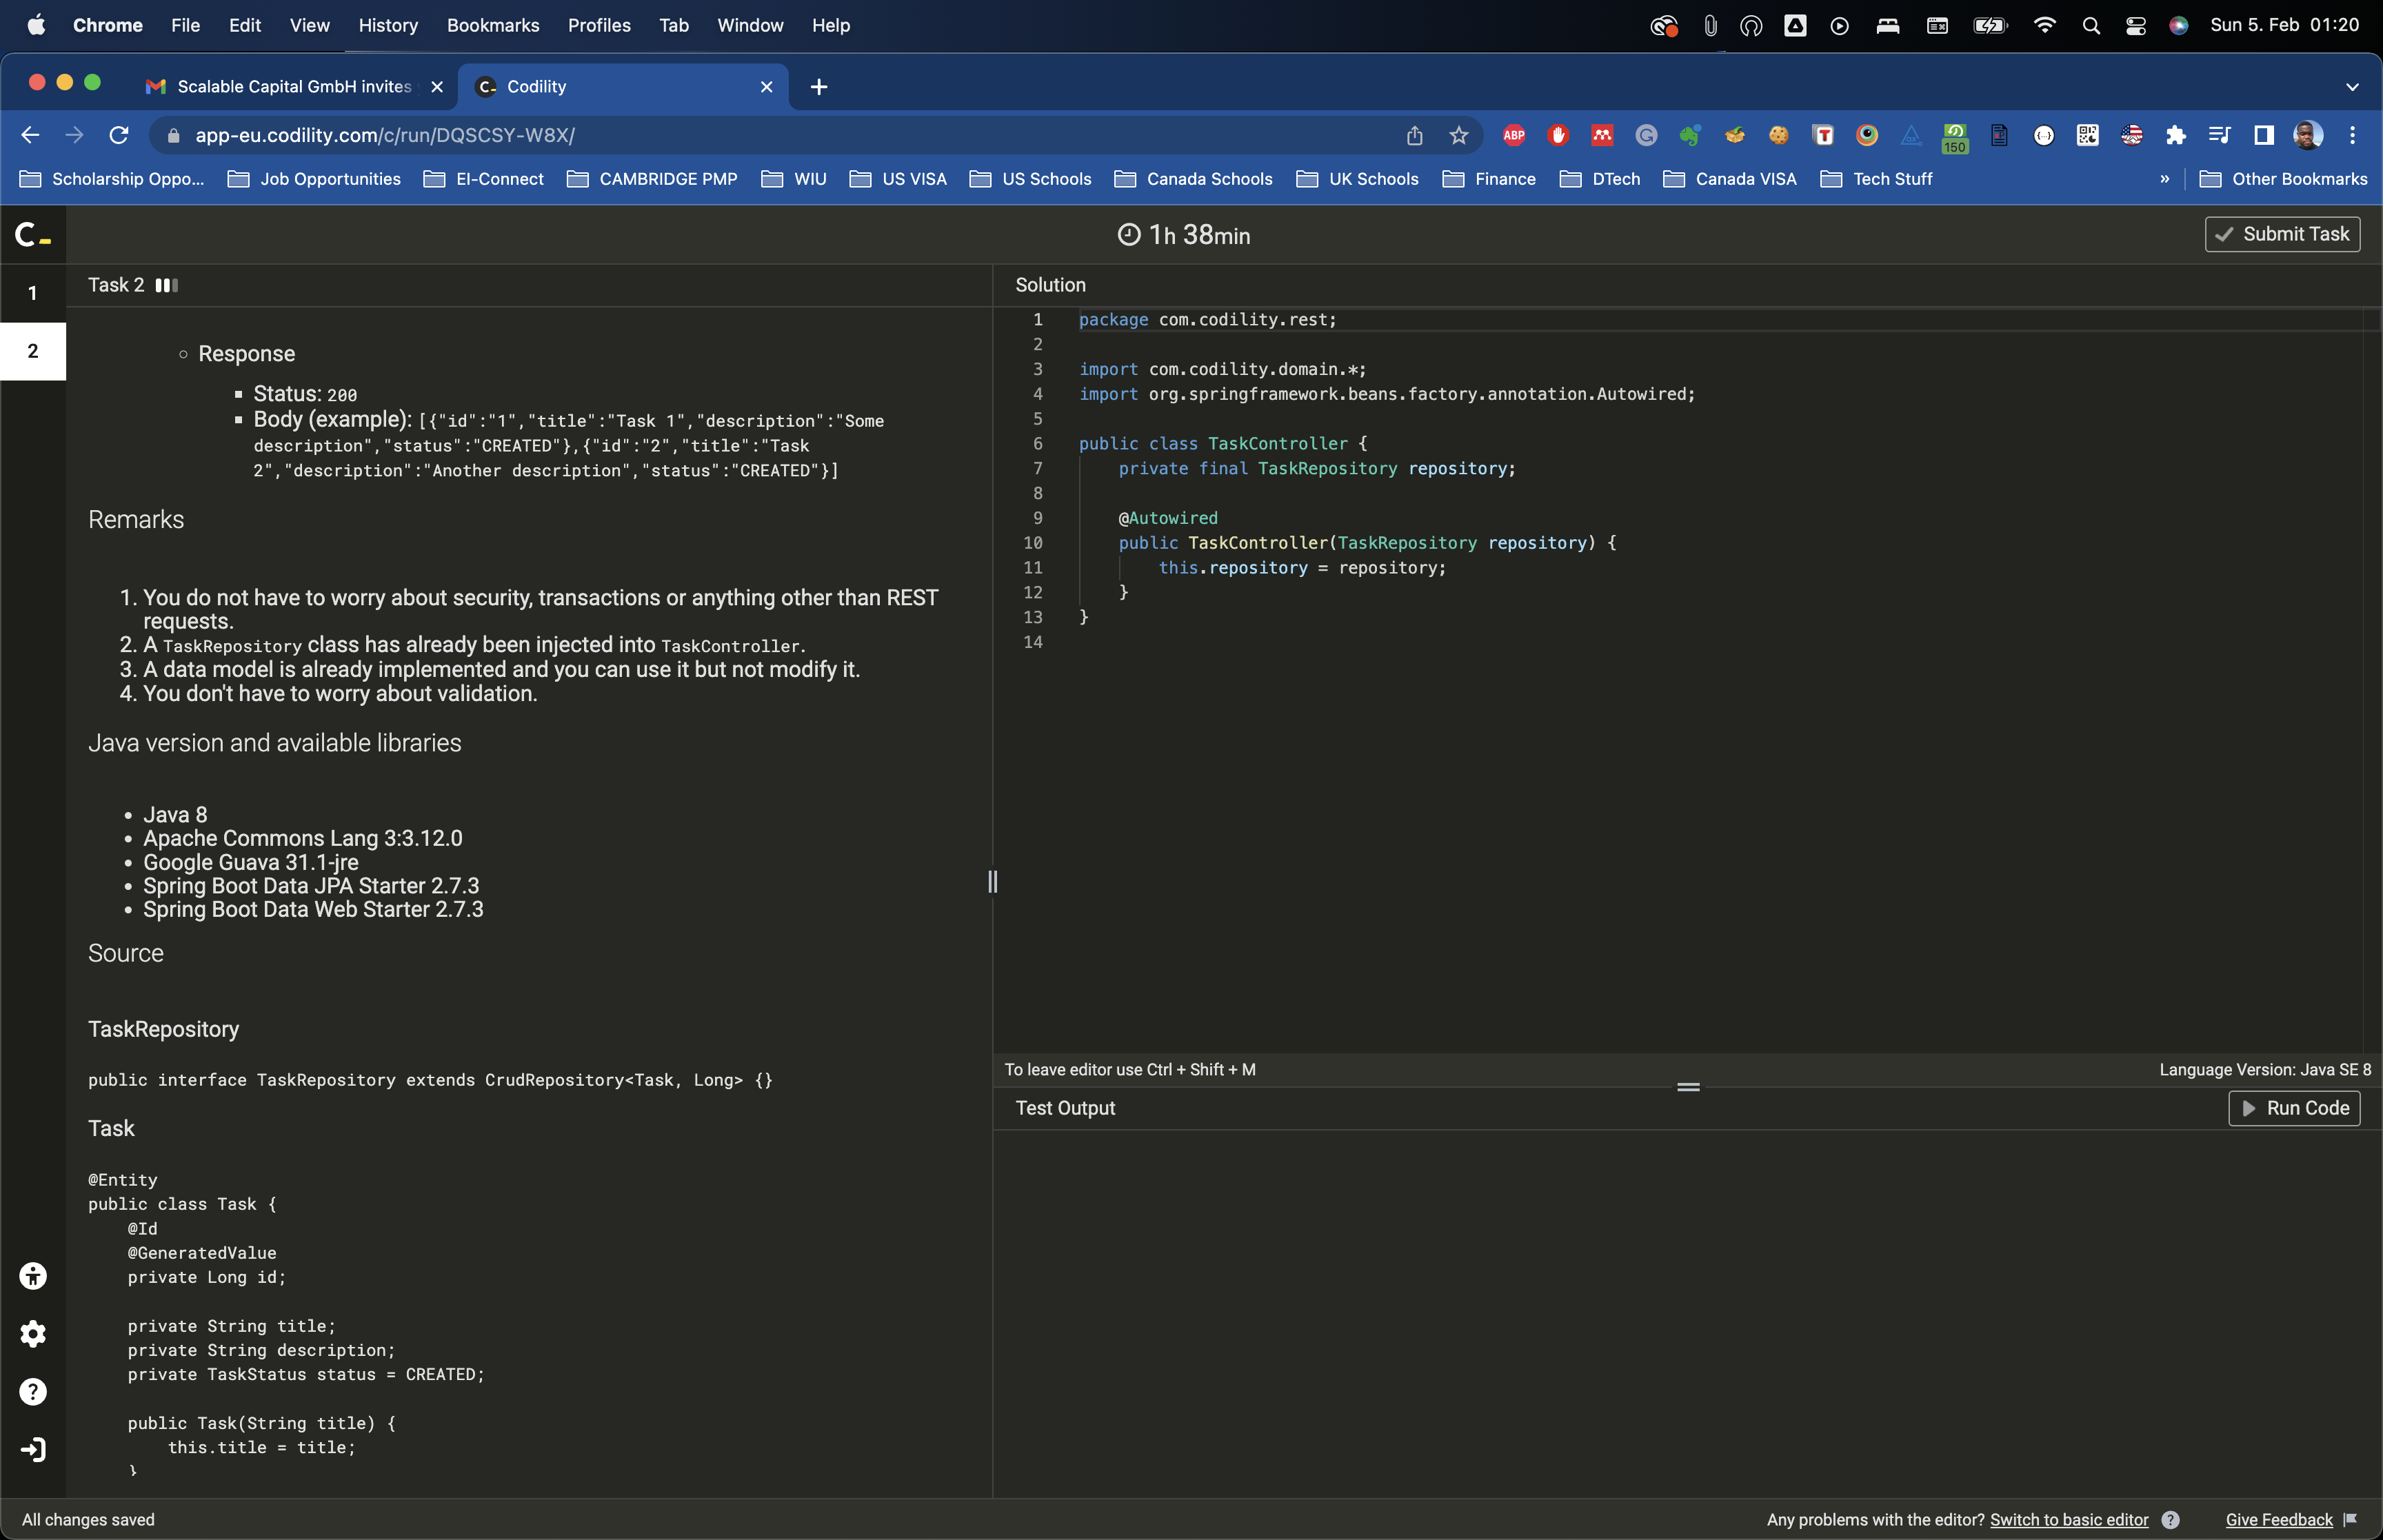 Chrome File Edit View History Bookmarks Profiles Tab Window Help Sun 5. Feb 01:20
Scalable Capital GmbH invites
Codility
app-eu.codility.com/c/run/DQSCSY-W8X/
ABP
150
Scholarship Oppo... Job Opportunities EI-Connect CAMBRIDGE PMP WIU US VISA US Schools Canada Schools UK Schools Finance DTech Canada VISA Tech Stuff » Other Bookmarks
C_
1h 38min
Submit Task
1
2
Task 2
Response
Status: 200
Body (example): [{"id":"1","title":"Task 1","description":"Some
description","status":"CREATED"},{"id":"2","title":"Task
2","description":"Another description","status":"CREATED"}]
Remarks
1. You do not have to worry about security, transactions or anything other than REST
requests.
2. A TaskRepository class has already been injected into TaskController.
3. A data model is already implemented and you can use it but not modify it.
4. You don't have to worry about validation.
Java version and available libraries
Java 8
Apache Commons Lang 3:3.12.0
Google Guava 31.1-jre
Spring Boot Data JPA Starter 2.7.3
Spring Boot Data Web Starter 2.7.3
Source
TaskRepository
public interface TaskRepository extends CrudRepository<Task, Long> {}
Task
@Entity
public class Task {
@Id
@GeneratedValue
private Long id;
private String title;
private String description;
private TaskStatus status = CREATED;
public Task(String title) {
this.title = title;
}
Solution
1 package com.codility.rest;
2
3 import com.codility.domain.*;
4 import org.springframework.beans.factory.annotation.Autowired;
5
6 public class TaskController {
7 private final TaskRepository repository;
8
9 @Autowired
10 public TaskController(TaskRepository repository) {
11 this.repository = repository;
12 }
13 }
14
To leave editor use Ctrl + Shift + M
Language Version: Java SE 8
Test Output
Run Code
All changes saved
Any problems with the editor? Switch to basic editor
Give Feedback